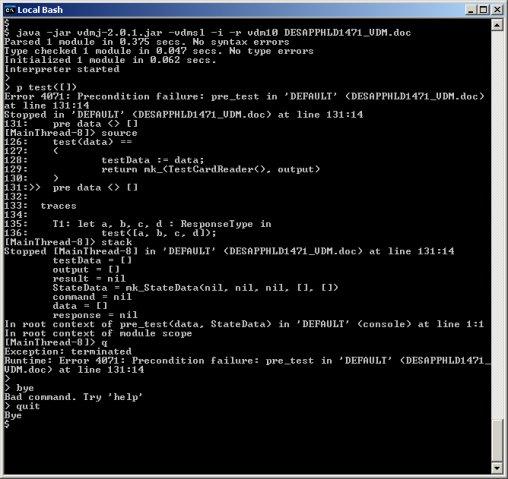 Local Bash
$
$ java -jar vdmj-2.0.1.jar -vdmsl -i -r vdm10 DESAPPHLD1471_VDM.doc
Parsed 1 module in 0.375 secs. No syntax errors
Type checked 1 module in 0.047 secs. No type errors
Initialized 1 module in 0.062 secs.
Interpreter started
>
> p test([])
Error 4071: Precondition failure: pre_test in 'DEFAULT' (DESAPPHLD1471_VDM.doc)
at line 131:14
Stopped in 'DEFAULT' (DESAPPHLD1471_VDM.doc) at line 131:14
131:    pre data <> []
[MainThread-8]> source
126:    test(data) ==
127:    (
128:            testData := data;
129:            return mk_(TestCardReader(), output)
130:    )
131:>>  pre data <> []
132:
133:  traces
134:
135:    T1: let a, b, c, d : ResponseType in
136:            test([a, b, c, d]);
[MainThread-8]> stack
Stopped [MainThread-8] in 'DEFAULT' (DESAPPHLD1471_VDM.doc) at line 131:14
        testData = []
        output = []
        result = nil
        StateData = mk_StateData(nil, nil, nil, [], [])
        command = nil
        data = []
        response = nil
In root context of pre_test(data, StateData) in 'DEFAULT' (console) at line 1:1
In root context of module scope
[MainThread-8]> q
Exception: terminated
Runtime: Error 4071: Precondition failure: pre_test in 'DEFAULT' (DESAPPHLD1471_
VDM.doc) at line 131:14
>
> bye
Bad command. Try 'help'
> quit
Bye
$